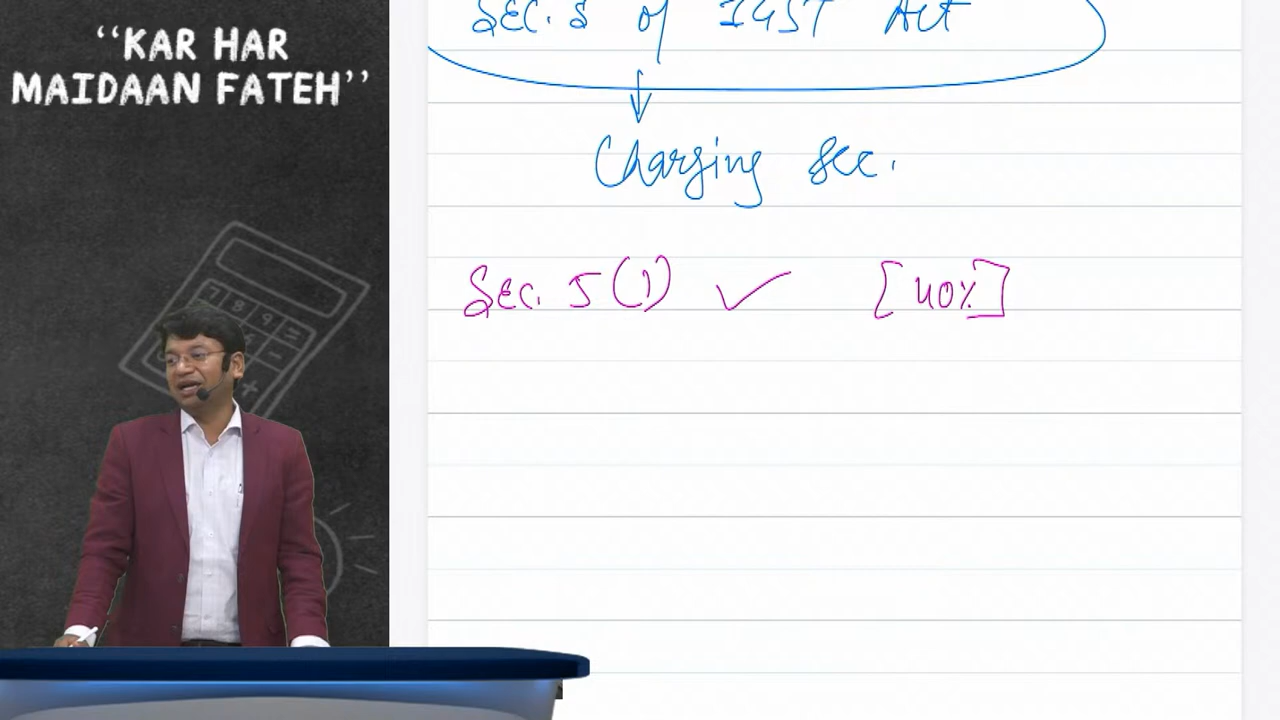 “KAR HAR
MAIDAAN FATEH”
Sec. 5 of IGST Act
Charging Sec.
Sec. 5(1) ✓ [40%]